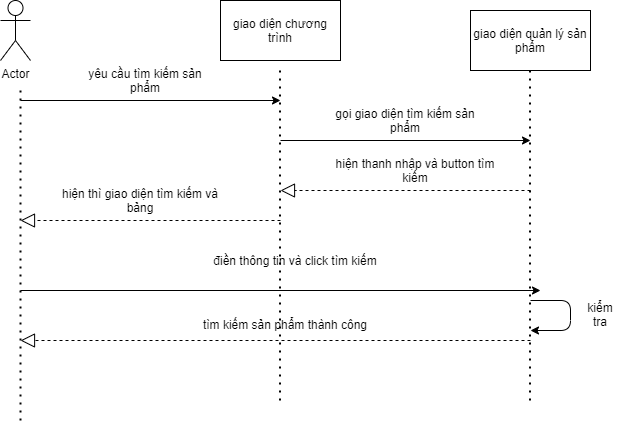 giao diện chương
trình
giao diện quản lý sản
phẩm
Actor
yêu cầu tìm kiếm sản
phẩm
gọi giao diện tìm kiếm sản
phẩm
hiện thanh nhập và button tìm
kiếm
hiện thì giao diện tìm kiếm và
bảng
điền thông tin và click tìm kiếm
kiểm
tra
tìm kiếm sản phẩm thành công